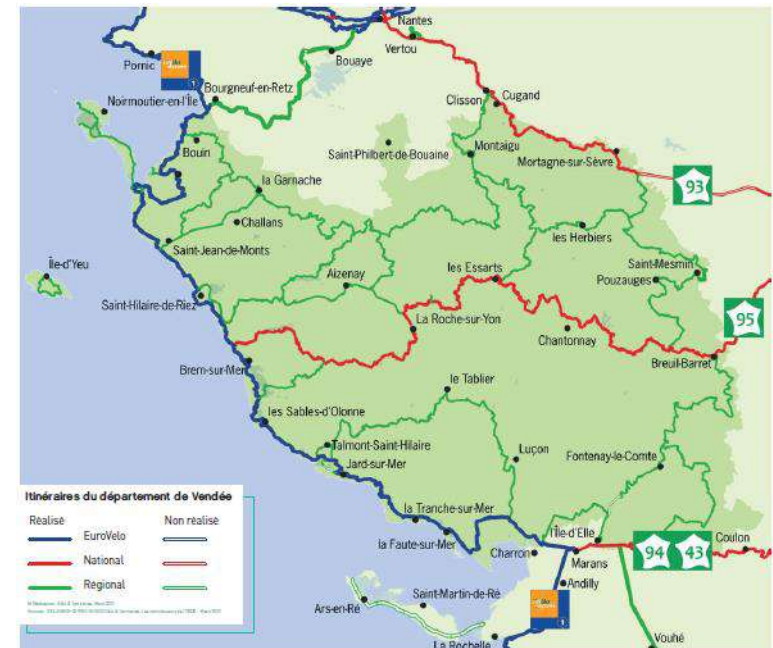 Nantes
Vertou
Pornic
Bouaye
1
Bourgneuf-en-Retz
Noirmoutier-en-l'Île
Clisson
Cugand
Bouin
Saint-Philbert-de-Bouaine
Montaigu
Mortagne-sur-Sèvre
93
la Garnache
Challans
les Herbiers
Saint-Jean-de-Monts
Île-d'Yeu
Aizenay
les Essarts
Saint-Mesmin
Pouzauges
Saint-Hilaire-de-Riez
La Roche-sur-Yon
Chantonnay
95
Brem-sur-Mer
Breuil-Barret
le Tablier
les Sables-d'Olonne
Talmont-Saint-Hilaire
Luçon
Fontenay-le-Comte
Jard-sur-Mer
Itinéraires du département de Vendée
Réalisé
Non réalisé
EuroVelo
National
Regional
la Tranche-sur-Mer
la Faute-sur-Mer
l'Île-d'Elle
94
43
Coulon
Charron
Marans
Andilly
Saint-Martin-de-Ré
Ars-en-Ré
1
La Rochelle
Vouhé